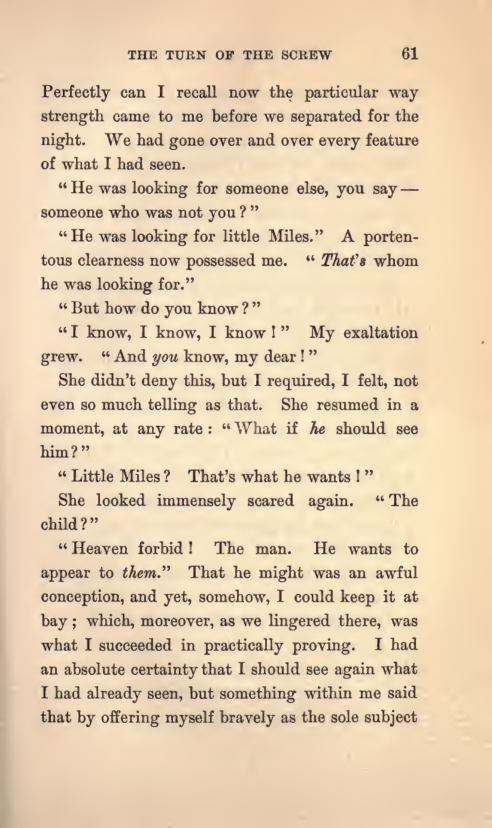 THE TURN OF THE SCREW 61
Perfectly can I recall now the particular way
strength came to me before we separated for the
night. We had gone over and over every feature
of what I had seen.
“He was looking for someone else, you say—
someone who was not you?”
“He was looking for little Miles.” A porten-
tous clearness now possessed me. “That's whom
he was looking for.”
“But how do you know?”
“I know, I know, I know!” My exaltation
grew. “And you know, my dear!”
She didn't deny this, but I required, I felt, not
even so much telling as that. She resumed in a
moment, at any rate: “What if he should see
him?”
“Little Miles? That's what he wants!”
She looked immensely scared again. “The
child?”
“Heaven forbid! The man. He wants to
appear to them.” That he might was an awful
conception, and yet, somehow, I could keep it at
bay; which, moreover, as we lingered there, was
what I succeeded in practically proving. I had
an absolute certainty that I should see again what
I had already seen, but something within me said
that by offering myself bravely as the sole subject